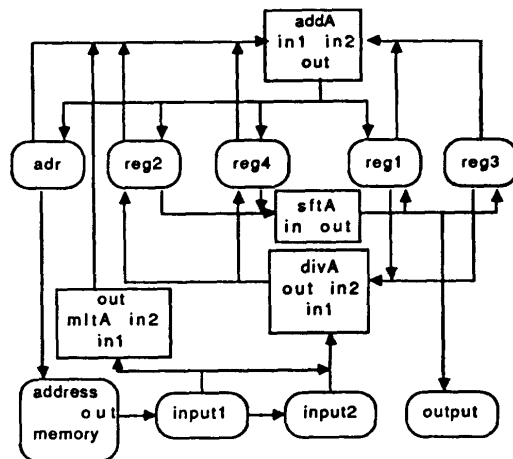 addA
in1 in2
out
adr
reg2
reg4
reg1
reg3
sftA
in out
divA
out in2
in1
out
mltA in2
in1
address
out
memory
input1
input2
output